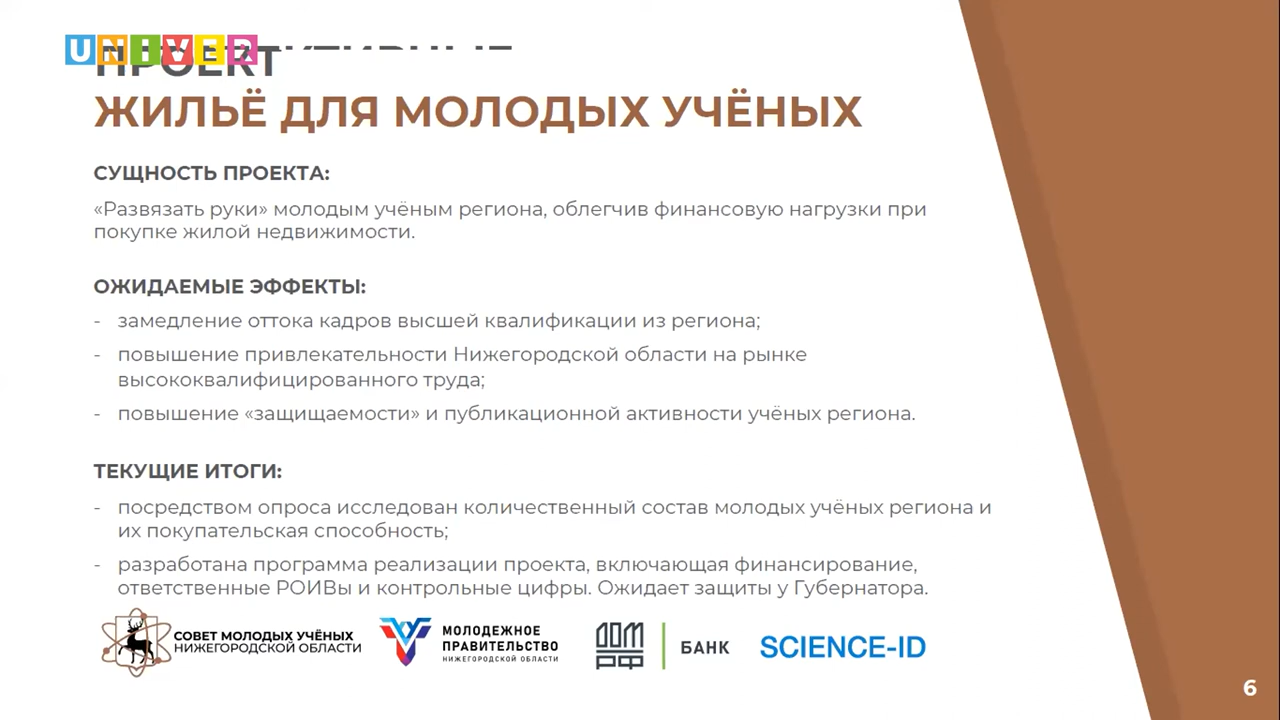 UNIVER
ПРОЕКТ
ЖИЛЬЁ ДЛЯ МОЛОДЫХ УЧЁНЫХ
СУЩНОСТЬ ПРОЕКТА:
«Развязать руки» молодым учёным региона, облегчив финансовую нагрузки при
покупке жилой недвижимости.
ОЖИДАЕМЫЕ ЭФФЕКТЫ:
- замедление оттока кадров высшей квалификации из региона;
- повышение привлекательности Нижегородской области на рынке
высококвалифицированного труда;
- повышение «защищаемости» и публикационной активности учёных региона.
ТЕКУЩИЕ ИТОГИ:
- посредством опроса исследован количественный состав молодых учёных региона и
их покупательская способность;
- разработана программа реализации проекта, включающая финансирование,
ответственные РОИВы и контрольные цифры. Ожидает защиты у Губернатора.
СОВЕТ МОЛОДЫХ УЧЁНЫХ
НИЖЕГОРОДСКОЙ ОБЛАСТИ
МОЛОДЕЖНОЕ
ПРАВИТЕЛЬСТВО
НИЖЕГОРОДСКОЙ ОБЛАСТИ
ДОМ
РФ
БАНК
SCIENCE-ID
6